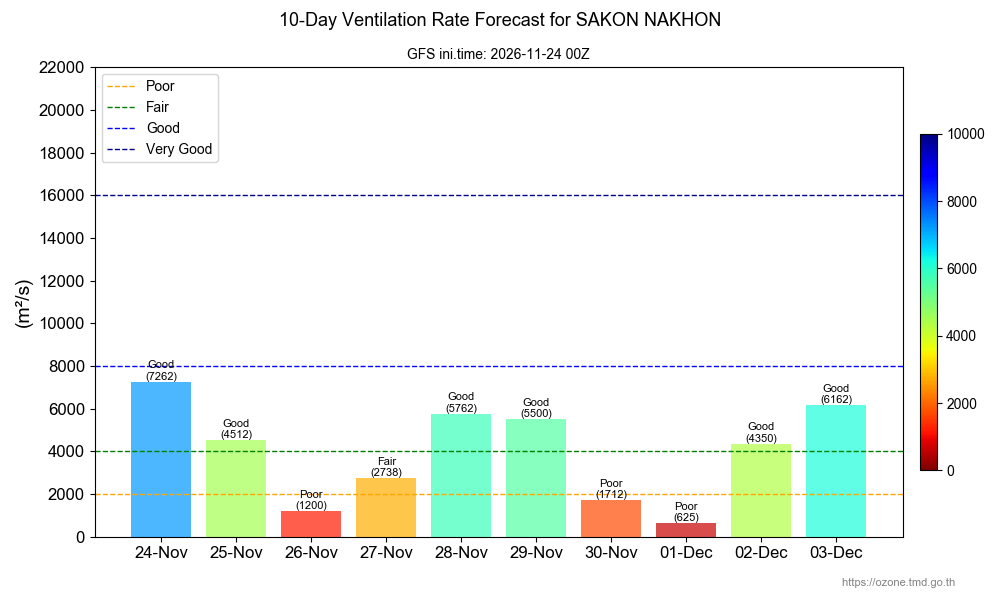 10-Day Ventilation Rate Forecast for SAKON NAKHON
GFS ini.time: 2026-11-24 00Z
22000
20000
18000
16000
14000
12000
10000
8000
6000
4000
2000
0
(m²/s)
Poor
Fair
Good
Very Good
Good
(7262)
Good
(4512)
Poor
(1200)
Fair
(2738)
Good
(5762)
Good
(5500)
Poor
(1712)
Poor
(625)
Good
(4350)
Good
(6162)
24-Nov 25-Nov 26-Nov 27-Nov 28-Nov 29-Nov 30-Nov 01-Dec 02-Dec 03-Dec
10000
8000
6000
4000
2000
0
https://ozone.tmd.go.th